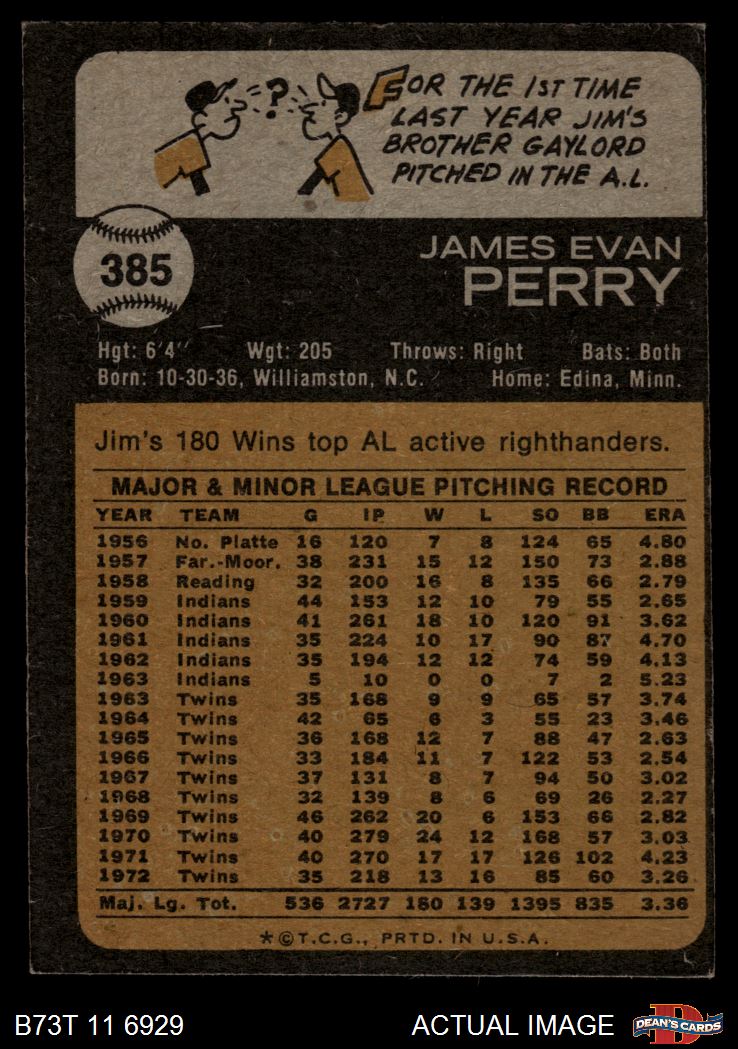 ?
FOR THE 1ST TIME
LAST YEAR JIM'S
BROTHER GAYLORD
PITCHED IN THE A.L.
385
JAMES EVAN
PERRY
Hgt: 6'4" Wgt: 205 Throws: Right Bats: Both
Born: 10-30-36, Williamston, N.C. Home: Edina, Minn.
Jim's 180 Wins top AL active righthanders.
MAJOR & MINOR LEAGUE PITCHING RECORD
YEAR TEAM G IP W L SO BB ERA
1956 No. Platte 16 120 7 8 124 65 4.80
1957 Far.-Moor. 38 231 15 12 150 73 2.88
1958 Reading 32 200 16 8 135 66 2.79
1959 Indians 44 153 12 10 79 55 2.65
1960 Indians 41 261 18 10 120 91 3.62
1961 Indians 35 224 10 17 90 87 4.70
1962 Indians 35 194 12 12 74 59 4.13
1963 Indians 5 10 0 0 7 2 5.23
1963 Twins 35 168 9 9 65 57 3.74
1964 Twins 42 65 6 3 55 23 3.46
1965 Twins 36 168 12 7 88 47 2.63
1966 Twins 33 184 11 7 122 53 2.54
1967 Twins 37 131 8 7 94 50 3.02
1968 Twins 32 139 8 6 69 26 2.27
1969 Twins 46 262 20 6 153 66 2.82
1970 Twins 40 279 24 12 168 57 3.03
1971 Twins 40 270 17 17 126 102 4.23
1972 Twins 35 218 13 16 85 60 3.26
Maj. Lg. Tot. 536 2727 180 139 1395 835 3.36
*©T.C.G., PRTD. IN U.S.A.
B73T 11 6929 ACTUAL IMAGE D DEAN'S CARDS